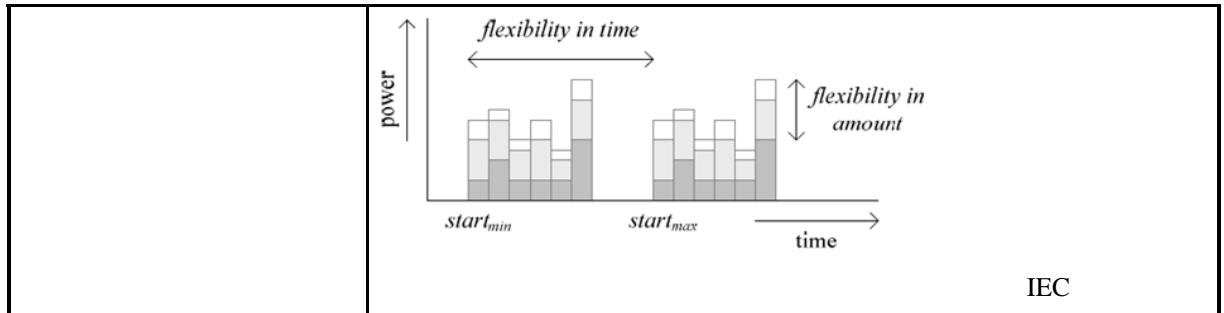 flexibility in time
power
flexibility in
amount
start_min
start_max
time
IEC